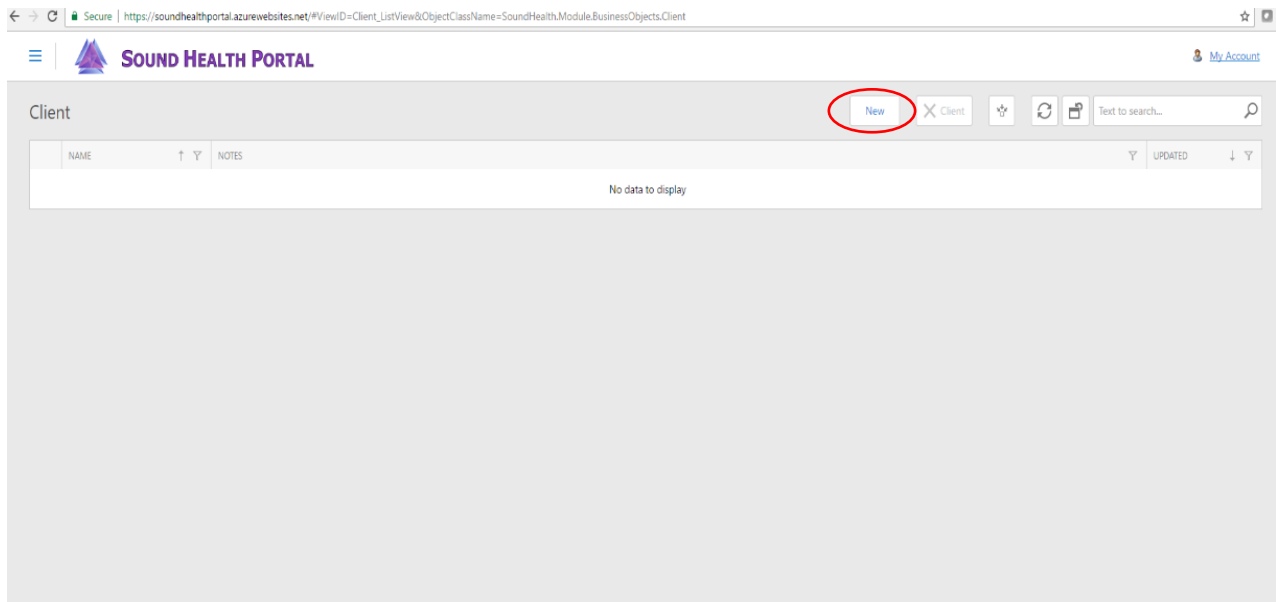 Secure https://soundhealthportal.azurewebsites.net/#ViewID=Client_ListView&ObjectClassName=SoundHealth.Module.BusinessObjects.Client
SOUND HEALTH PORTAL
My Account
Client
New
Client
Text to search...
NAME NOTES UPDATED
No data to display